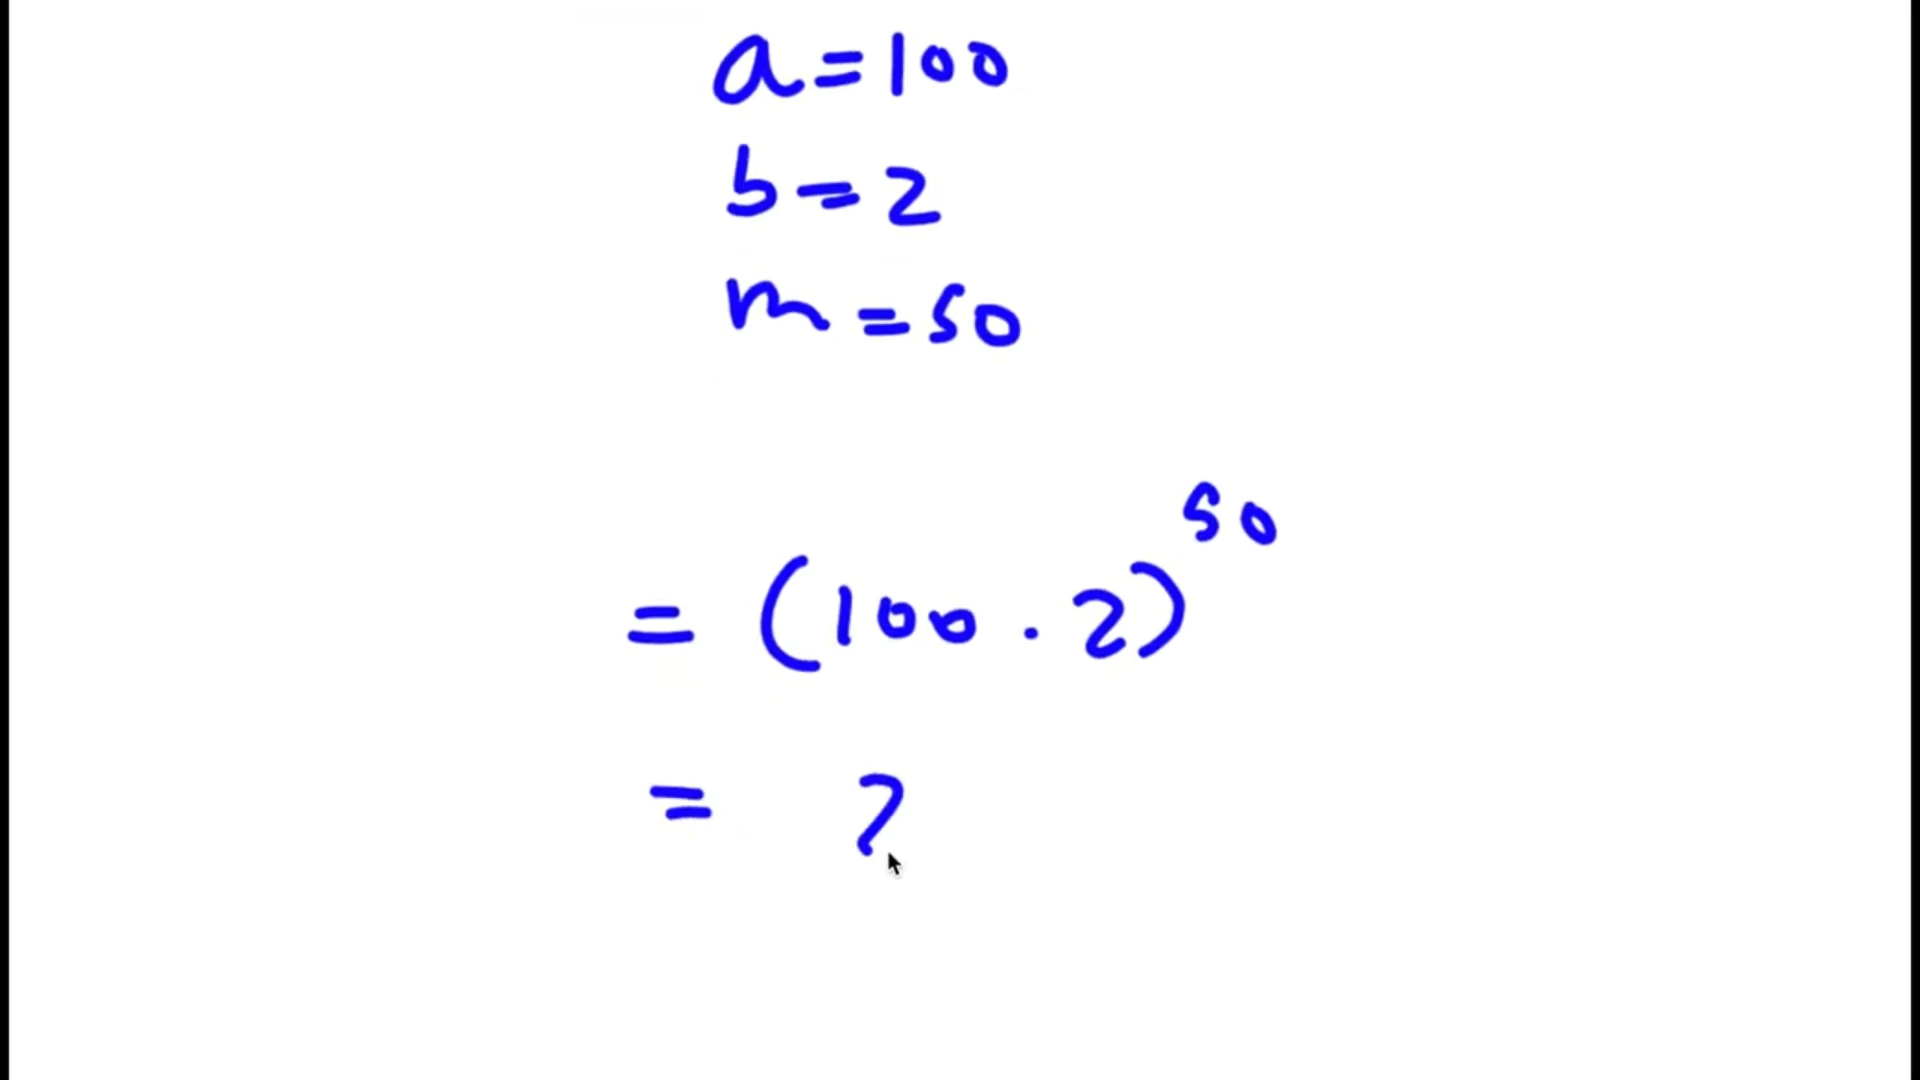 a = 100
b = 2
m = 50
= (100 . 2)^50
= ?